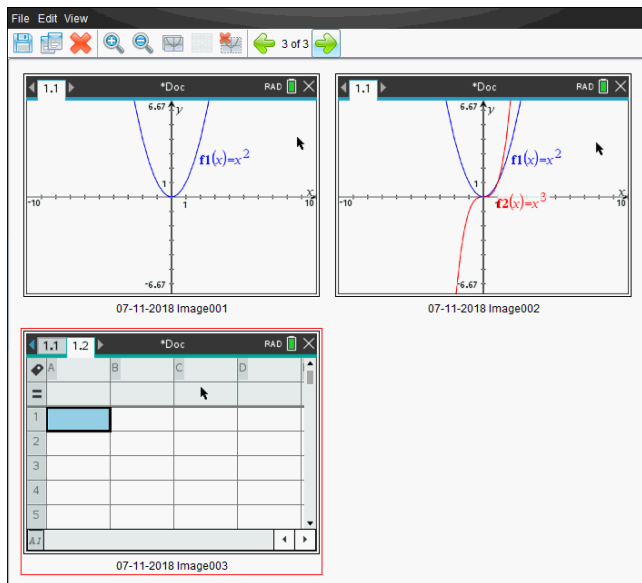 File Edit View
3 of 3
1.1 *Doc RAD
6.67 y
f1(x)=x²
1
x
-10 1 10
-6.67
07-11-2018 Image001
1.1 *Doc RAD
6.67 y
f1(x)=x²
1
x
-10 f2(x)=x³ 10
-6.67
07-11-2018 Image002
1.1 1.2 *Doc RAD
A B C D
=
1
2
3
4
5
A1
07-11-2018 Image003